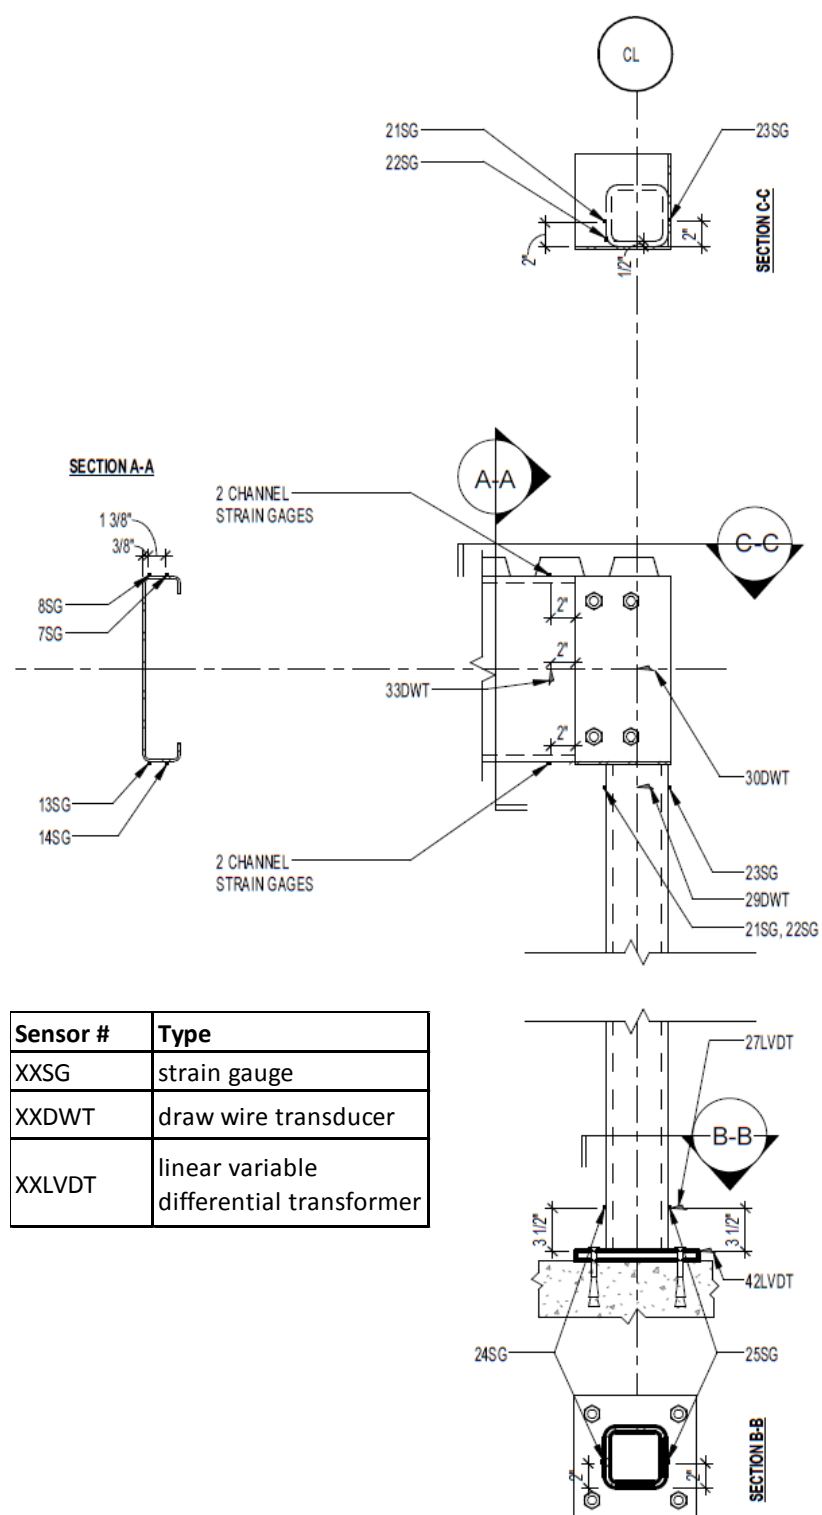 CL
21SG
22SG
23SG
SECTION C-C
2"
1/2"
2"
SECTION A-A
A-A
C-C
2 CHANNEL
STRAIN GAGES
1 3/8"
3/8"
8SG
7SG
2"
2"
33DWT
2"
30DWT
13SG
14SG
2 CHANNEL
STRAIN GAGES
23SG
29DWT
21SG, 22SG
Sensor # Type
XXSG strain gauge
XXDWT draw wire transducer
XXLVDT linear variable
differential transformer
27LVDT
B-B
3 1/2"
3 1/2"
42LVDT
24SG
25SG
SECTION B-B
2"
2"